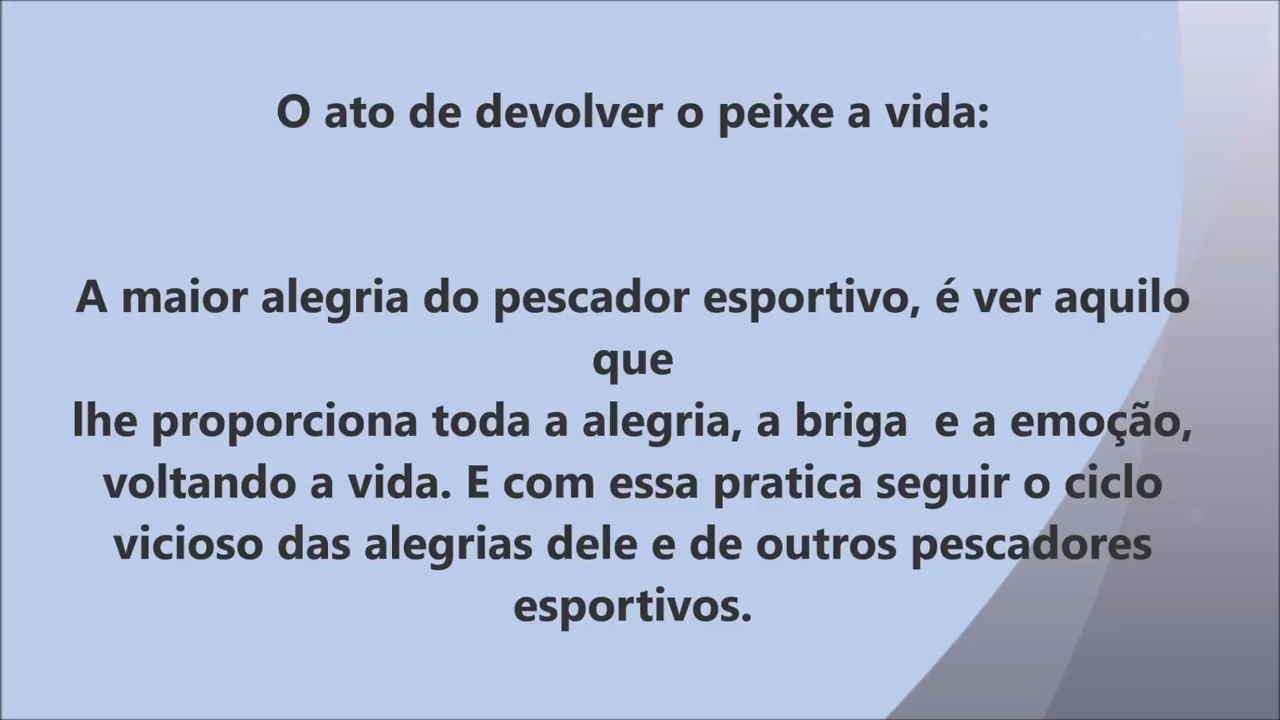 O ato de devolver o peixe a vida:
A maior alegria do pescador esportivo, é ver aquilo
que
lhe proporciona toda a alegria, a briga  e a emoção,
voltando a vida. E com essa pratica seguir o ciclo
vicioso das alegrias dele e de outros pescadores
esportivos.